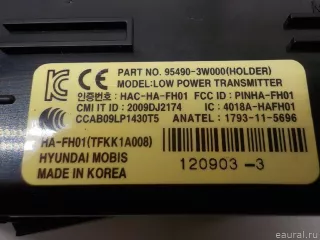 PART NO. 95490-3W000(HOLDER)
MODEL:LOW POWER TRANSMITTER
인증번호: HAC-HA-FH01 FCC ID: PINHA-FH01
CMI IT ID : 2009DJ2174 IC : 4018A-HAFH01
CCAB09LP1430T5 ANATEL : 1793-11-5696
HA-FH01(TFKK1A008)
HYUNDAI MOBIS
MADE IN KOREA
120903 -3
© eaural.ru